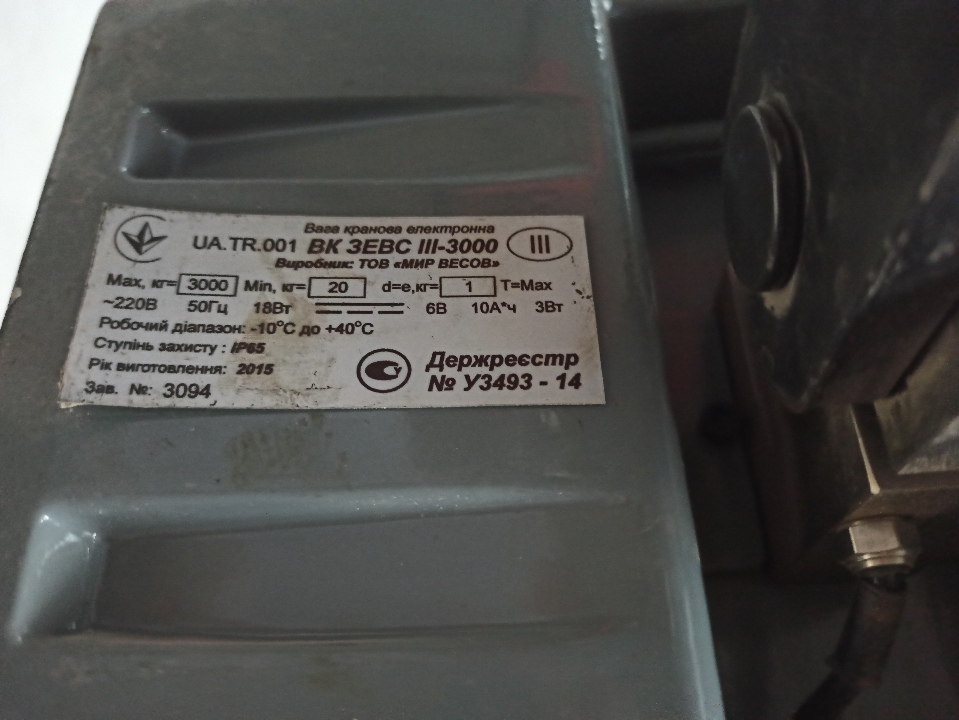 Вага кранова електронна
UA.TR.001 ВК ЗЕВС III-3000 III
Виробник: ТОВ «МИР ВЕСОВ»
Max, кг= 3000 Min, кг= 20 d=e,кг= 1 T=Max
~220В 50Гц 18Вт 6В 10А*ч 3Вт
Робочий діапазон: -10°С до +40°С
Ступінь захисту : IP65
Рік виготовлення: 2015
Зав. №: 3094
Держреєстр
№ У3493 - 14